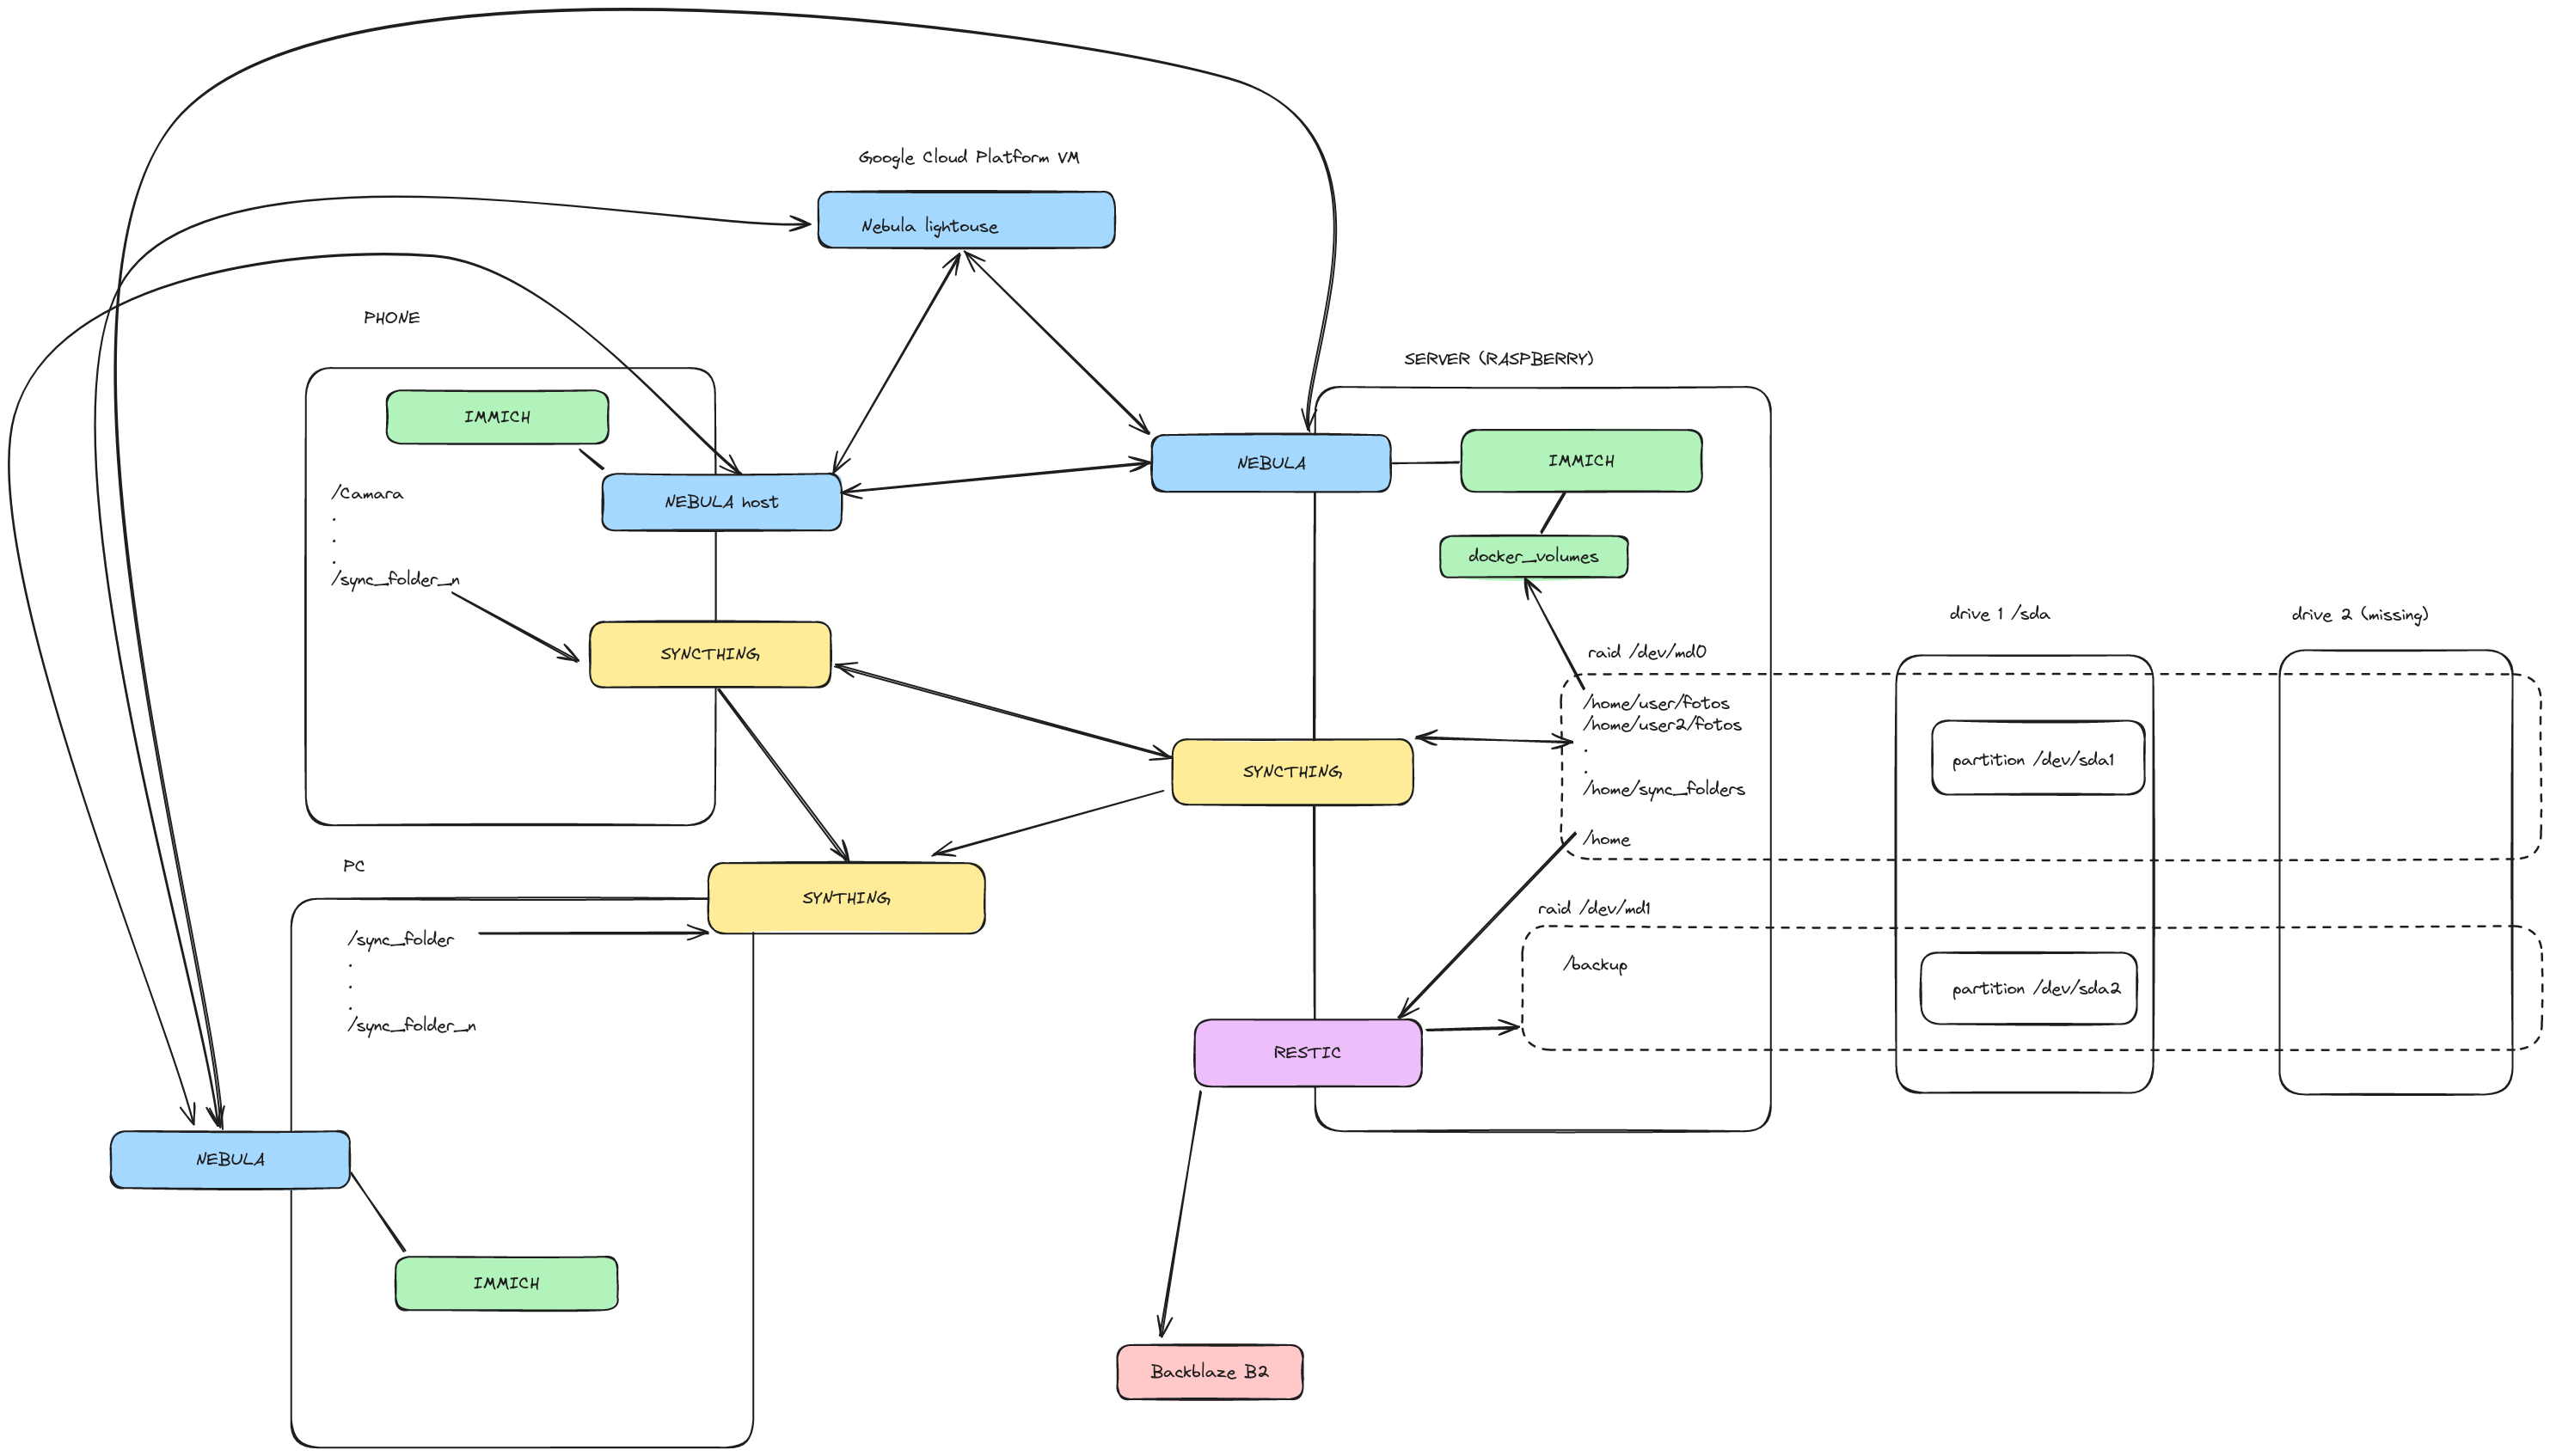 Google Cloud Platform VM
Nebula lightouse
PHONE
IMMICH
NEBULA host
/Camara
.
.
.
/sync_folder_n
SYNCTHING
SERVER (RASPBERRY)
NEBULA
IMMICH
docker_volumes
raid /dev/md0
/home/user/fotos
/home/user2/fotos
.
.
/home/sync_folders
/home
SYNCTHING
drive 1 /sda
partition /dev/sda1
partition /dev/sda2
drive 2 (missing)
raid /dev/md1
/backup
RESTIC
Backblaze B2
PC
SYNTHING
/sync_folder
.
.
.
/sync_folder_n
NEBULA
IMMICH